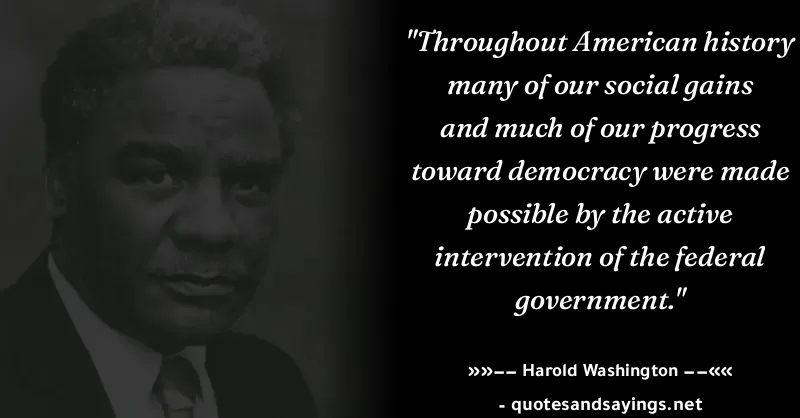 "Throughout American history
many of our social gains
and much of our progress
toward democracy were made
possible by the active
intervention of the federal
government."
»»–– Harold Washington ––««
- quotesandsayings.net